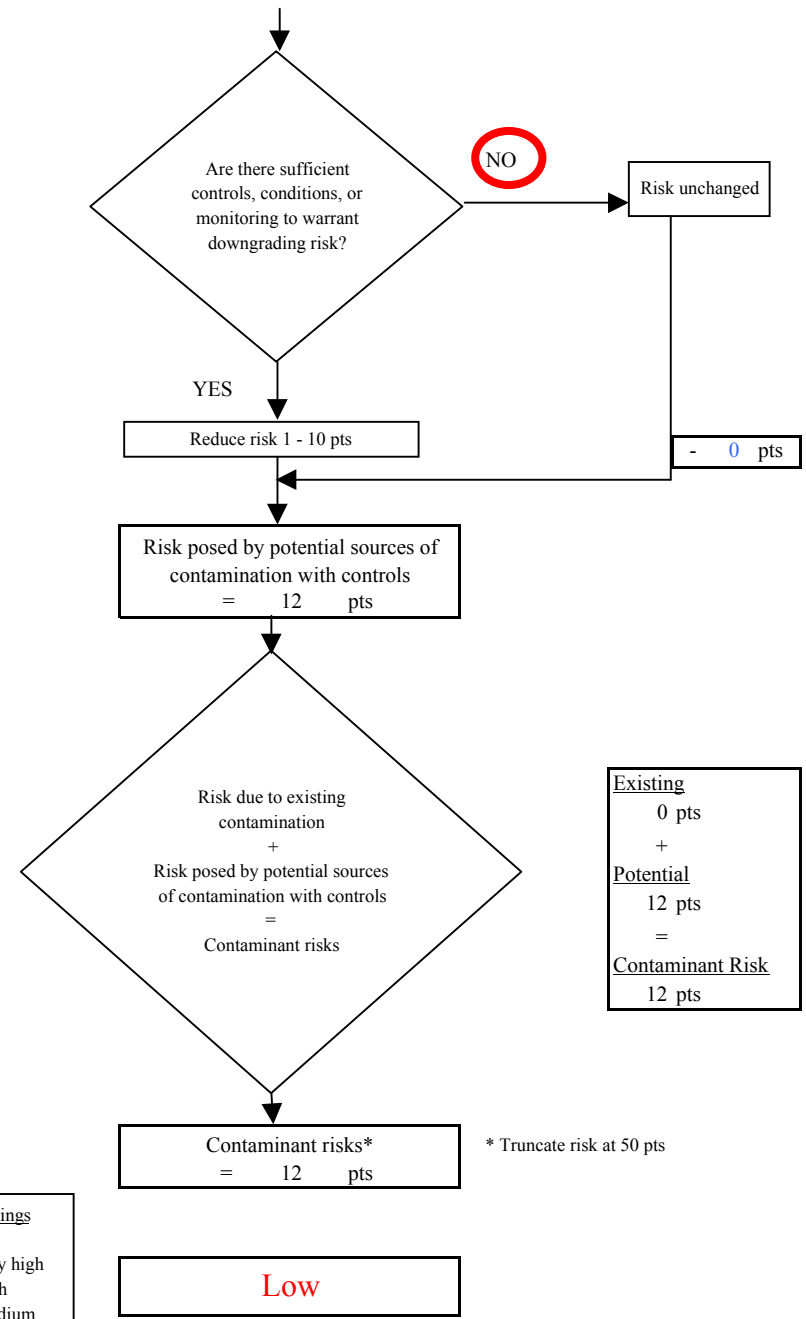 Are there sufficient
controls, conditions, or
monitoring to warrant
downgrading risk?
NO
Risk unchanged
YES
Reduce risk 1 - 10 pts
- 0 pts
Risk posed by potential sources of
contamination with controls
= 12 pts
Risk due to existing
contamination
+
Risk posed by potential sources
of contamination with controls
=
Contaminant risks
Existing
0 pts
+
Potential
12 pts
=
Contaminant Risk
12 pts
Contaminant risks*
= 12 pts
* Truncate risk at 50 pts
high
Low